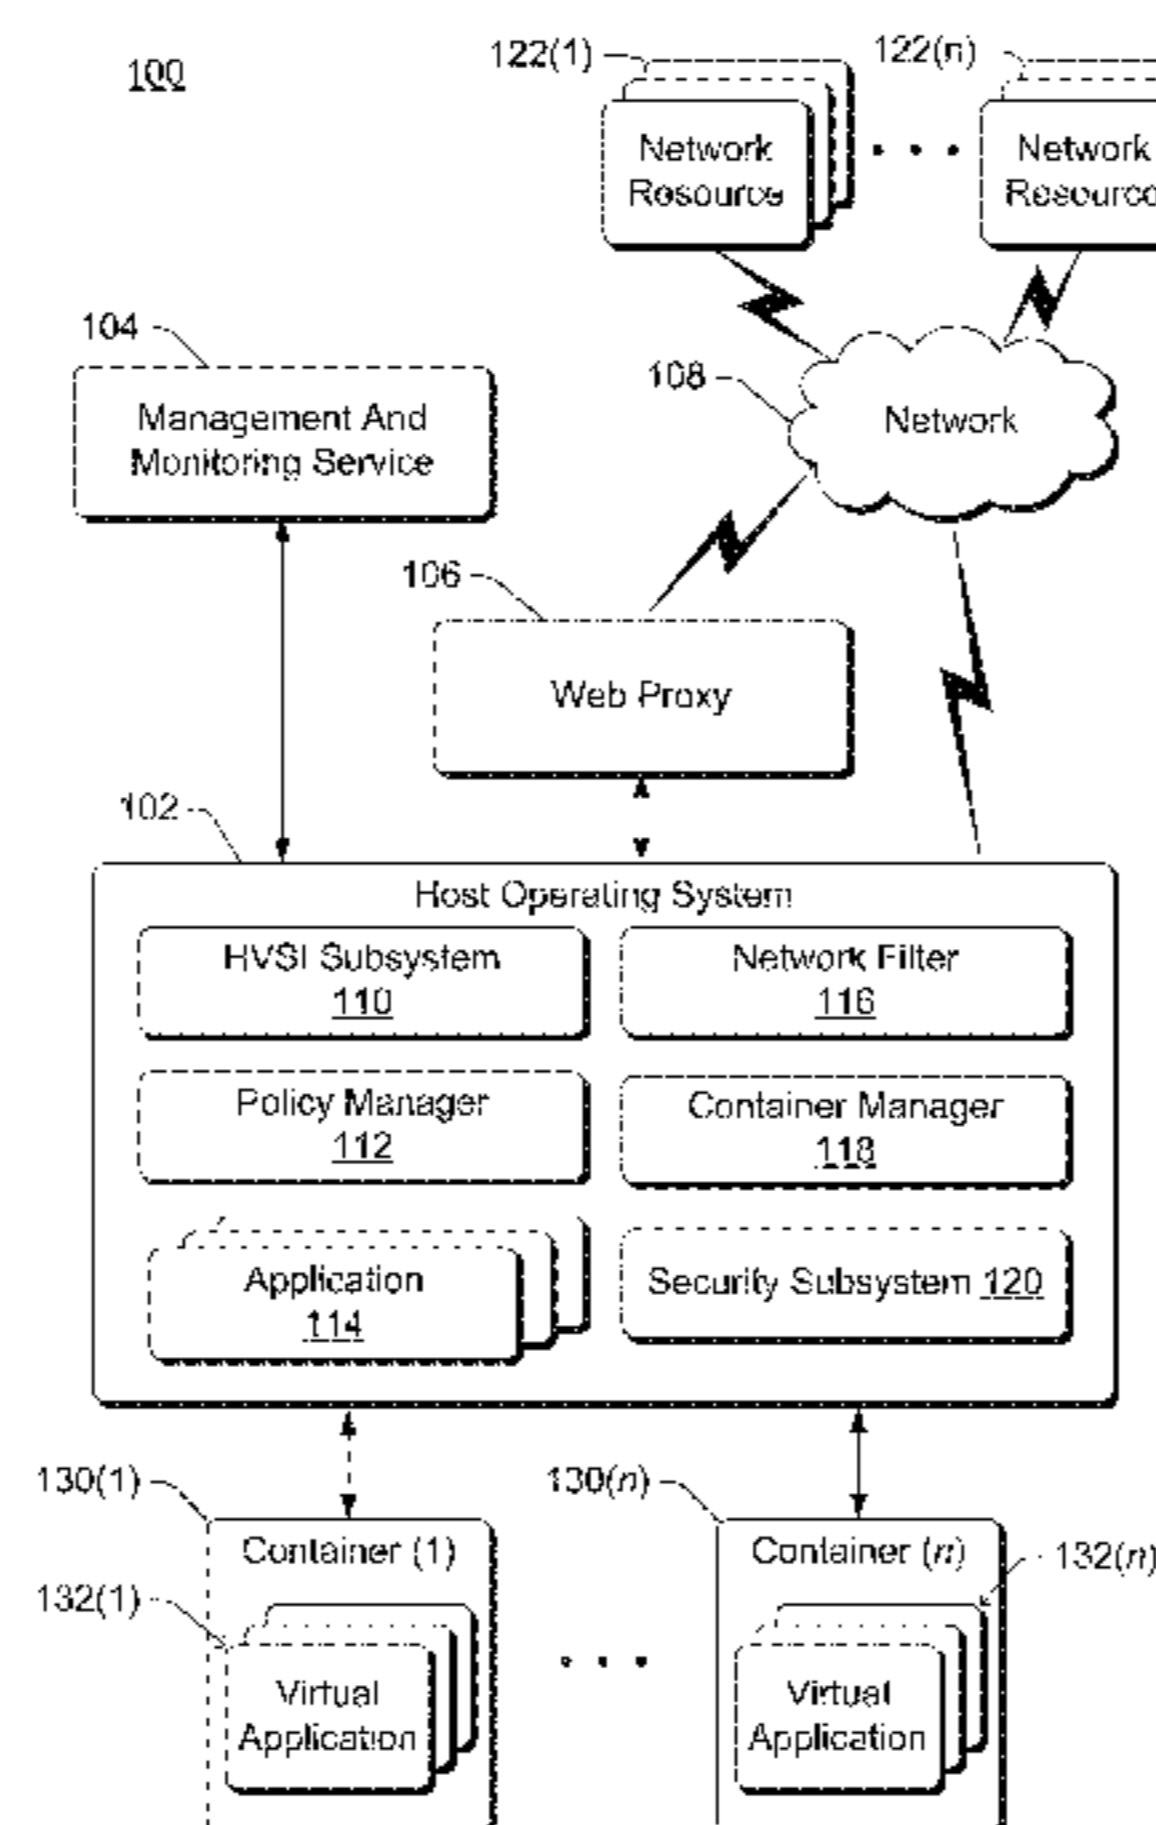 100
122(1)
122(n)
Network
Resource
Network
Resource
104
Management And
Monitoring Service
108
Network
106
Web Proxy
102
Host Operating System
HVSI Subsystem
110
Network Filter
116
Policy Manager
112
Container Manager
118
Application
114
Security Subsystem 120
130(1)
130(n)
Container (1)
Container (n)
132(1)
132(n)
Virtual
Application
Virtual
Application